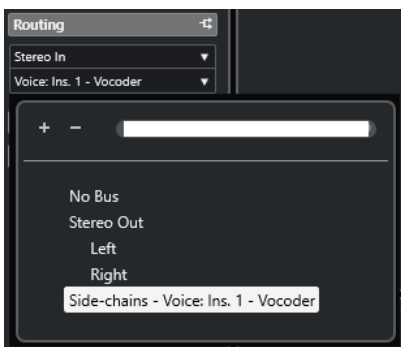 Routing
Stereo In
Voice: Ins. 1 - Vocoder
+ -
No Bus
Stereo Out
Left
Right
Side-chains - Voice: Ins. 1 - Vocoder